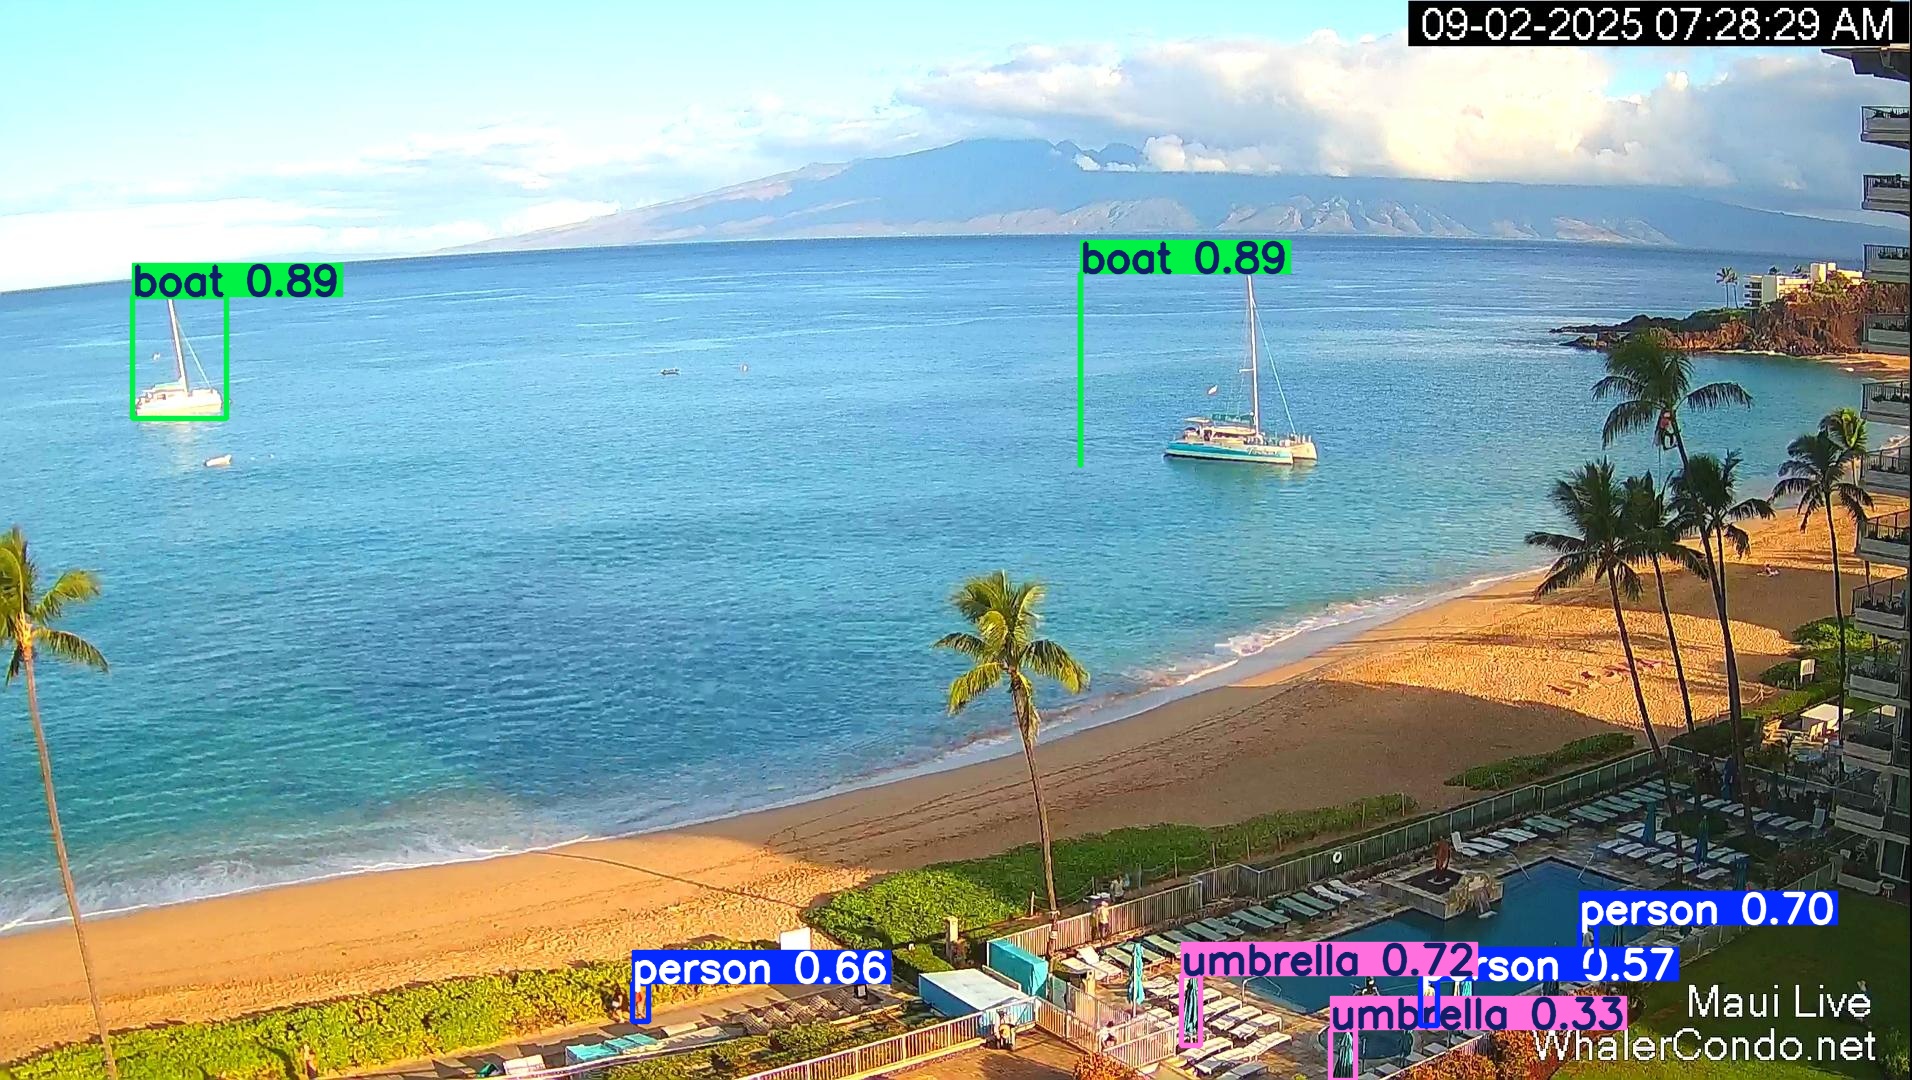 09-02-2025 07:28:29 AM
boat 0.89
boat 0.89
person 0.70
person 0.66
umbrella 0.72
rson 0.57
umbrella 0.33
Maui Live
WhalerCondo.net